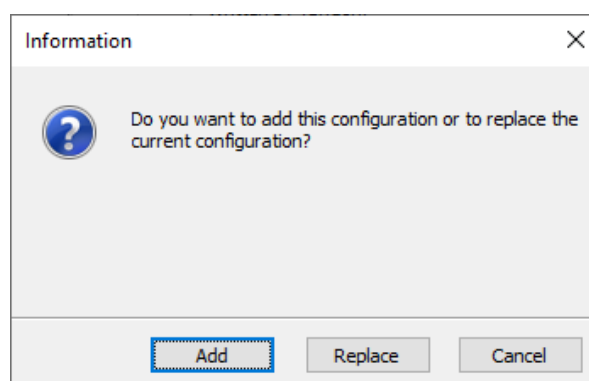 Information
Do you want to add this configuration or to replace the
current configuration?
Add Replace Cancel